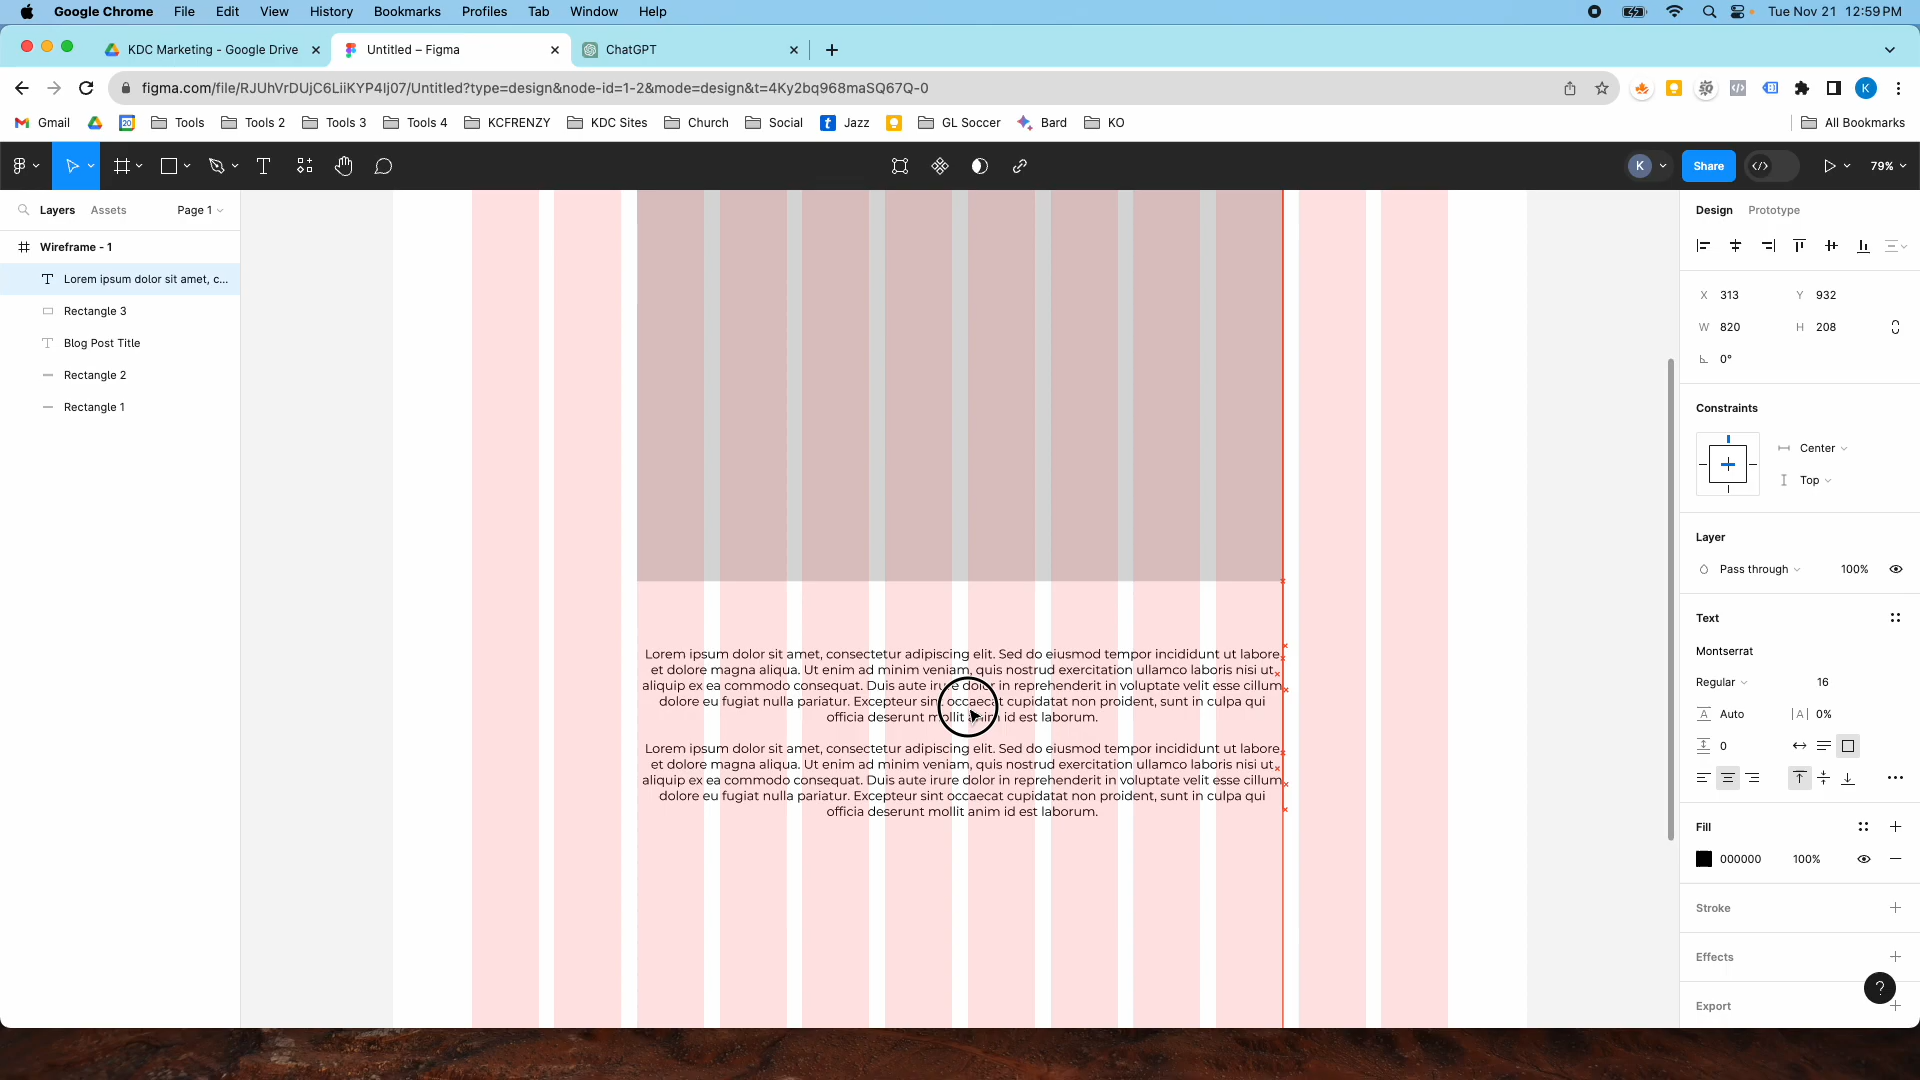 Google Chrome File Edit View History Bookmarks Profiles Tab Window Help Tue Nov 21 12:59 PM
KDC Marketing - Google Drive Untitled – Figma ChatGPT
figma.com/file/RJUhVrDUjC6LiiKYP4lj07/Untitled?type=design&node-id=1-2&mode=design&t=4Ky2bq968maSQ67Q-0 K
Gmail 20 Tools Tools 2 Tools 3 Tools 4 KCFRENZY KDC Sites Church Social t Jazz GL Soccer Bard KO All Bookmarks
K Share 79%
Layers Assets Page 1
Design Prototype
Wireframe - 1
Lorem ipsum dolor sit amet, c...
Rectangle 3
Blog Post Title
Rectangle 2
Rectangle 1
X 313 Y 932
W 820 H 208
0°
Constraints
Center
Top
Layer
Pass through 100%
Text
Montserrat
Regular 16
Auto |A| 0%
0
Fill
000000 100%
Stroke
Effects
Export
?
Lorem ipsum dolor sit amet, consectetur adipiscing elit. Sed do eiusmod tempor incididunt ut labore
et dolore magna aliqua. Ut enim ad minim veniam, quis nostrud exercitation ullamco laboris nisi ut
aliquip ex ea commodo consequat. Duis aute irure dolor in reprehenderit in voluptate velit esse cillum
dolore eu fugiat nulla pariatur. Excepteur sint occaecat cupidatat non proident, sunt in culpa qui
officia deserunt mollit anim id est laborum.
Lorem ipsum dolor sit amet, consectetur adipiscing elit. Sed do eiusmod tempor incididunt ut labore
et dolore magna aliqua. Ut enim ad minim veniam, quis nostrud exercitation ullamco laboris nisi ut
aliquip ex ea commodo consequat. Duis aute irure dolor in reprehenderit in voluptate velit esse cillum
dolore eu fugiat nulla pariatur. Excepteur sint occaecat cupidatat non proident, sunt in culpa qui
officia deserunt mollit anim id est laborum.